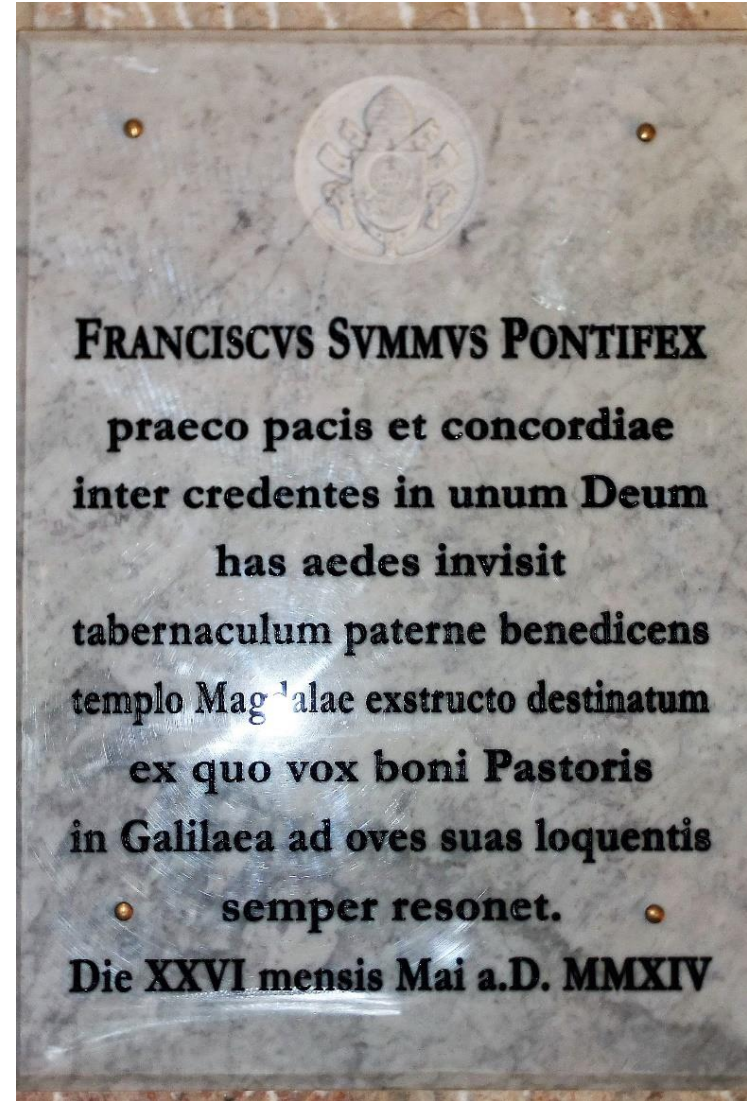 FRANCISCVS SVMMVS PONTIFEX
praeco pacis et concordiae
inter credentes in unum Deum
has aedes invisit
tabernaculum paterne benedicens
templo Magdalae exstructo destinatum
ex quo vox boni Pastoris
in Galilaea ad oves suas loquentis
semper resonet.
Die XXVI mensis Mai a.D. MMXIV